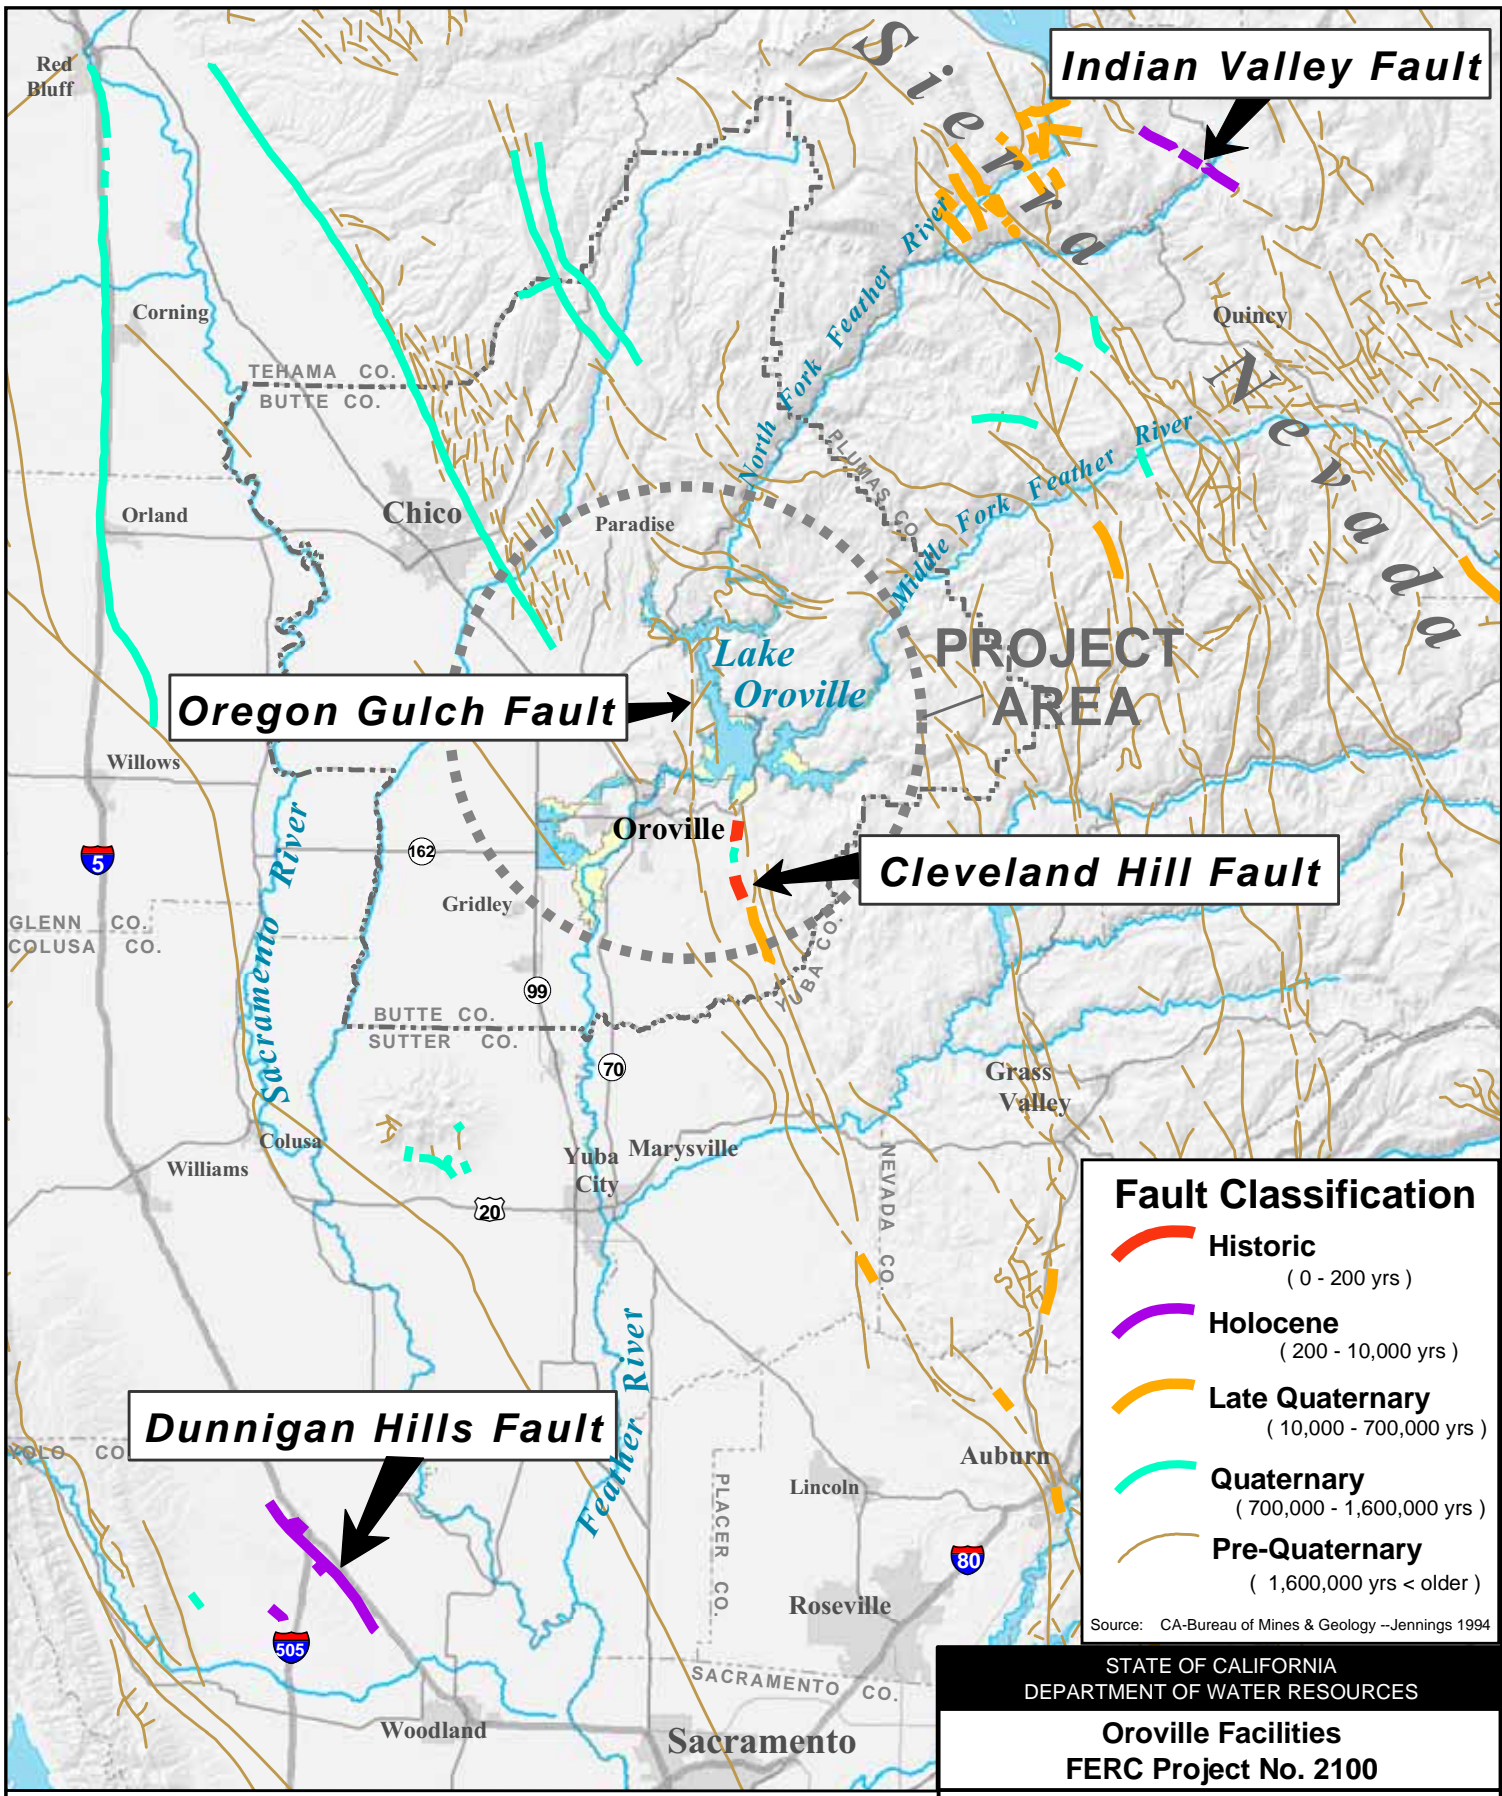 Red
Bluff
Sierra
Nevada
Indian Valley Fault
Corning
North Fork Feather River
Quincy
TEHAMA CO.
BUTTE CO.
Middle Fork Feather River
PLUMAS CO.
Orland
Chico
Paradise
Lake
Oroville
PROJECT
AREA
Oregon Gulch Fault
Willows
Oroville
Sacramento River
5
162
Cleveland Hill Fault
Gridley
GLENN CO.
COLUSA CO.
99
YUBA CO.
BUTTE CO.
SUTTER CO.
70
Grass
Valley
Colusa
Williams
Yuba
City
Marysville
20
NEVADA CO.
Feather River
Dunnigan Hills Fault
YOLO CO.
PLACER CO.
Lincoln
Auburn
80
Roseville
505
SACRAMENTO CO.
Woodland
Sacramento
Fault Classification
Historic
( 0 - 200 yrs )
Holocene
( 200 - 10,000 yrs )
Late Quaternary
( 10,000 - 700,000 yrs )
Quaternary
( 700,000 - 1,600,000 yrs )
Pre-Quaternary
( 1,600,000 yrs < older )
Source: CA-Bureau of Mines & Geology --Jennings 1994
STATE OF CALIFORNIA
DEPARTMENT OF WATER RESOURCES
Oroville Facilities
FERC Project No. 2100